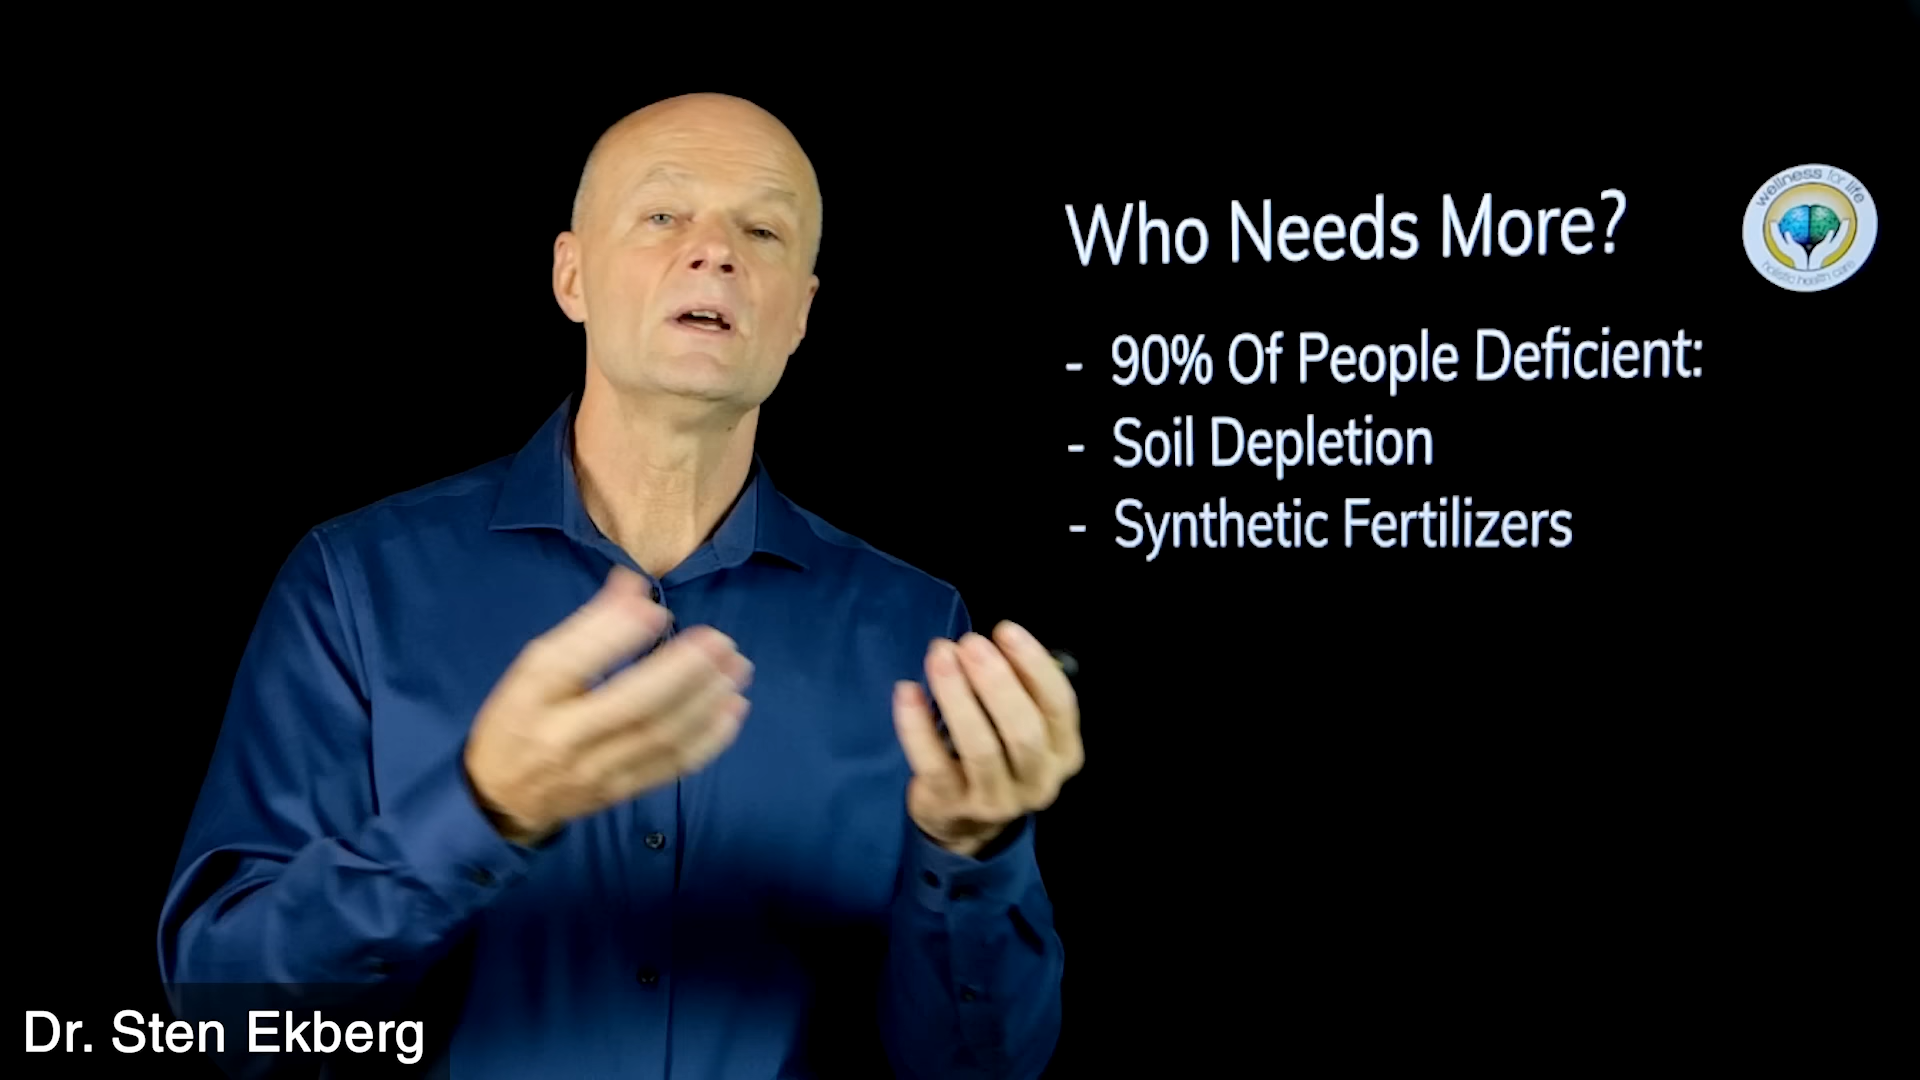 Who Needs More?
wellness for life
holistic health care
- 90% Of People Deficient:
- Soil Depletion
- Synthetic Fertilizers
Dr. Sten Ekberg